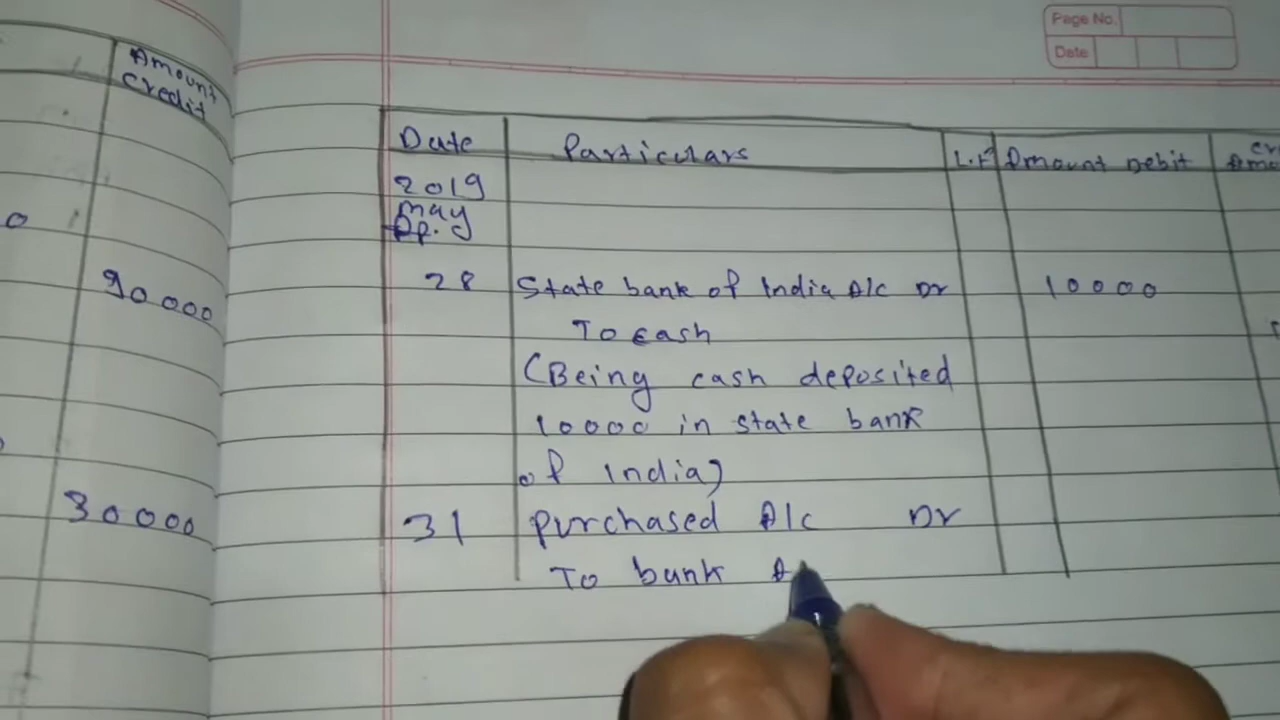 Amount
Credit
0
90000
30000
Page No.
Date
Date Particulars L.F Amount Debit
2019
May
28 State bank of India A/c Dr 10000
To cash
(Being cash deposited
10000 in state bank
of India)
31 purchased A/c Dr
To bank A